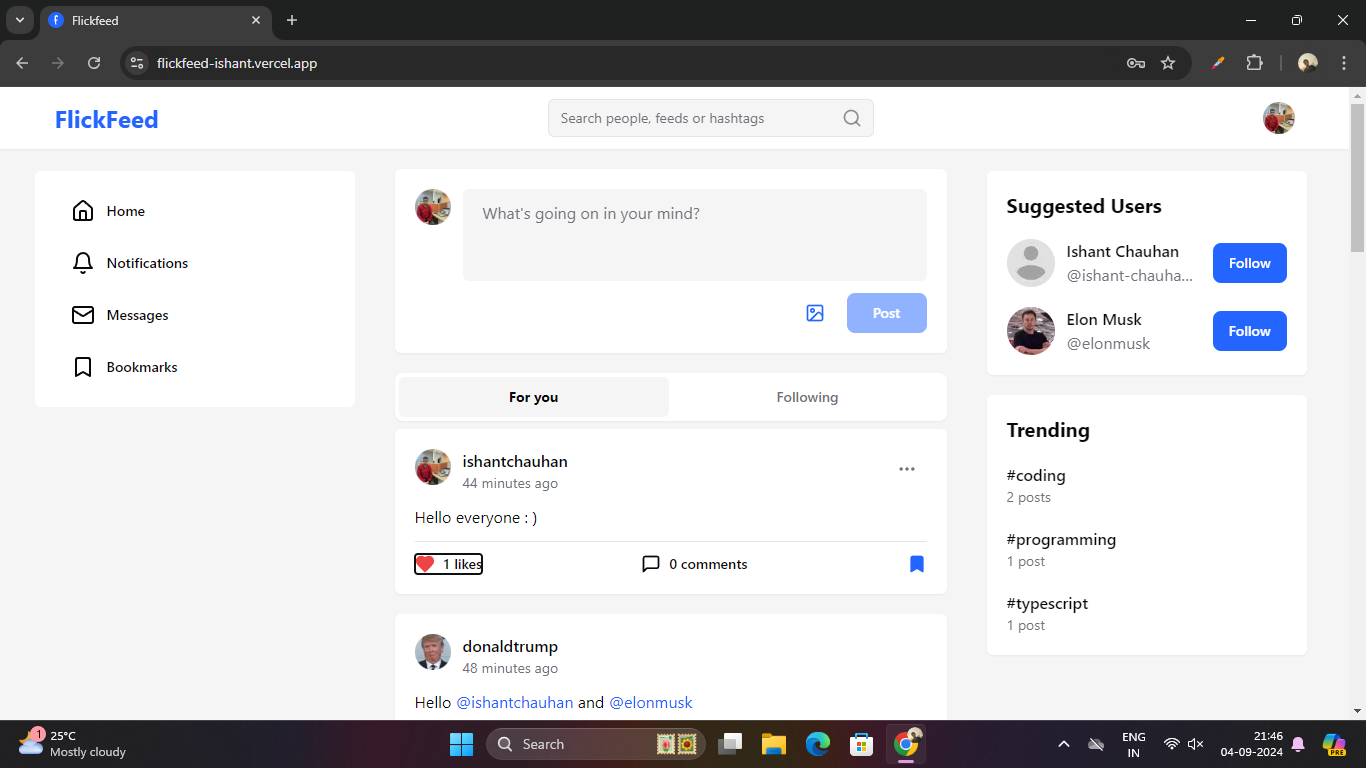 Flickfeed
flickfeed-ishant.vercel.app
FlickFeed
Search people, feeds or hashtags
Home
Notifications
Messages
Bookmarks
What's going on in your mind?
Post
For you
Following
ishantchauhan
44 minutes ago
Hello everyone : )
1 likes
0 comments
donaldtrump
48 minutes ago
Hello @ishantchauhan and @elonmusk
Suggested Users
Ishant Chauhan
@ishant-chauha...
Follow
Elon Musk
@elonmusk
Follow
Trending
#coding
2 posts
#programming
1 post
#typescript
1 post
1
25°C
Mostly cloudy
Search
PRE
ENG
IN
21:46
04-09-2024